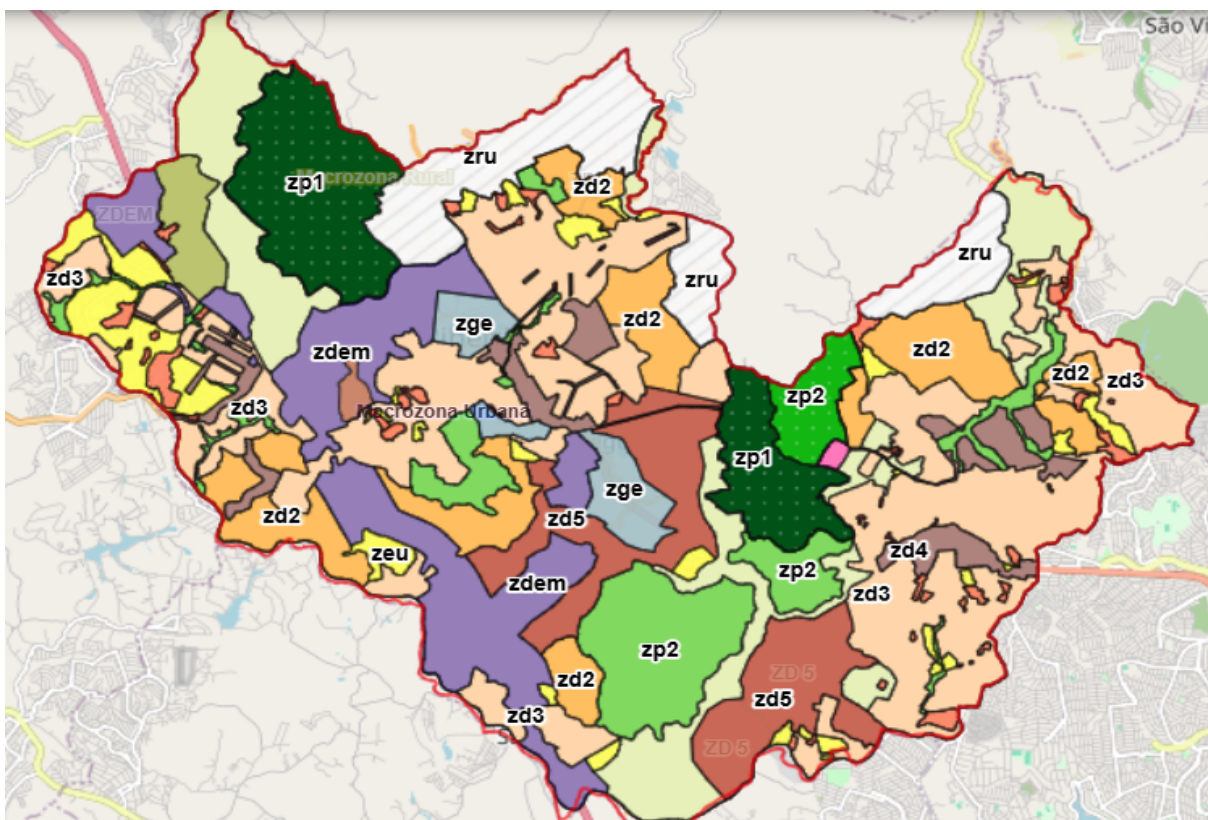 São Vi
zru
zp1
Macrozona Rural
zd2
ZDEM
zd3
zru
zru
zge
zd2
zdem
zd2
zd2
zd3
zp2
zd3
Macrozona Urbana
zp1
zge
zd2
zd5
zeu
zd4
zdem
zp2
zd3
zp2
ZD 5
zd2
zd5
zd3
ZD 5